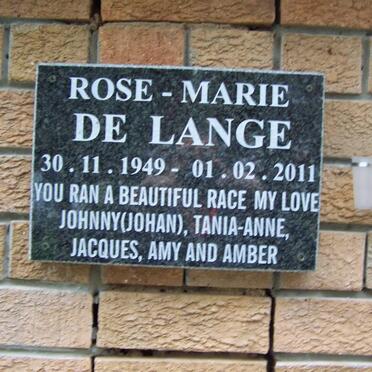 ROSE - MARIE
DE LANGE
30 . 11 . 1949 - 01 . 02 . 2011
YOU RAN A BEAUTIFUL RACE MY LOVE
JOHNNY(JOHAN), TANIA-ANNE,
JACQUES, AMY AND AMBER